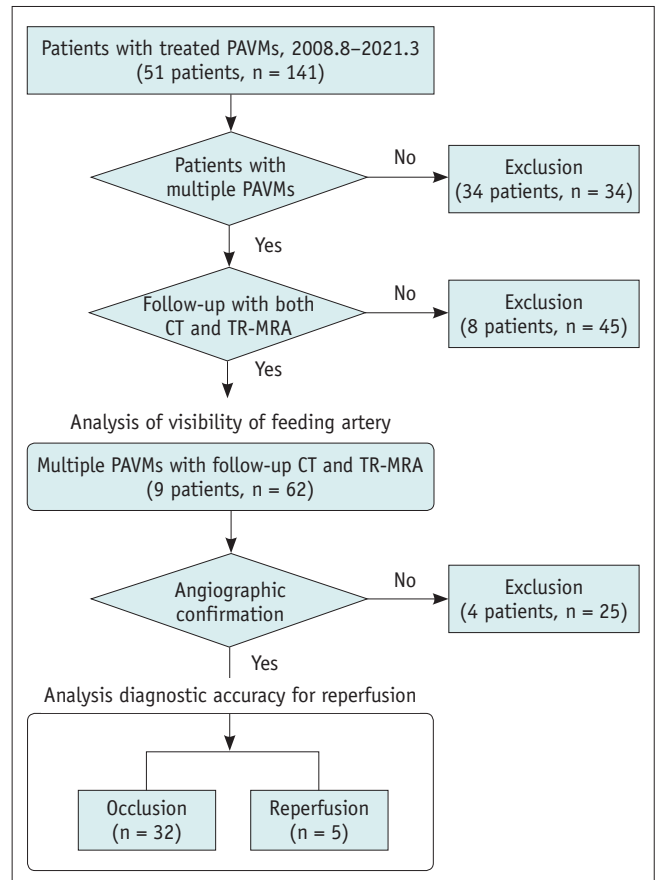 Patients with treated PAVMs, 2008.8–2021.3
(51 patients, n = 141)
Patients with
multiple PAVMs
No
Exclusion
(34 patients, n = 34)
Yes
Follow-up with both
CT and TR-MRA
No
Exclusion
(8 patients, n = 45)
Yes
Analysis of visibility of feeding artery
Multiple PAVMs with follow-up CT and TR-MRA
(9 patients, n = 62)
Angiographic
confirmation
No
Exclusion
(4 patients, n = 25)
Yes
Analysis diagnostic accuracy for reperfusion
Occlusion
(n = 32)
Reperfusion
(n = 5)